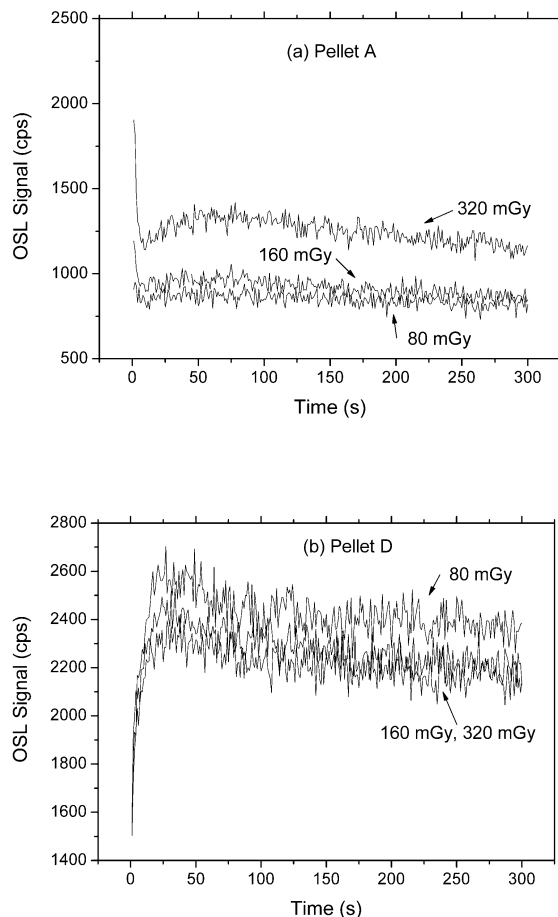 2500
(a) Pellet A
2000
1500
1000
500
OSL Signal (cps)
320 mGy
160 mGy
80 mGy
0
50
100
150
200
250
300
Time (s)
2800
(b) Pellet D
2600
2400
2200
2000
1800
1600
1400
OSL Signal (cps)
80 mGy
160 mGy, 320 mGy
0
50
100
150
200
250
300
Time (s)